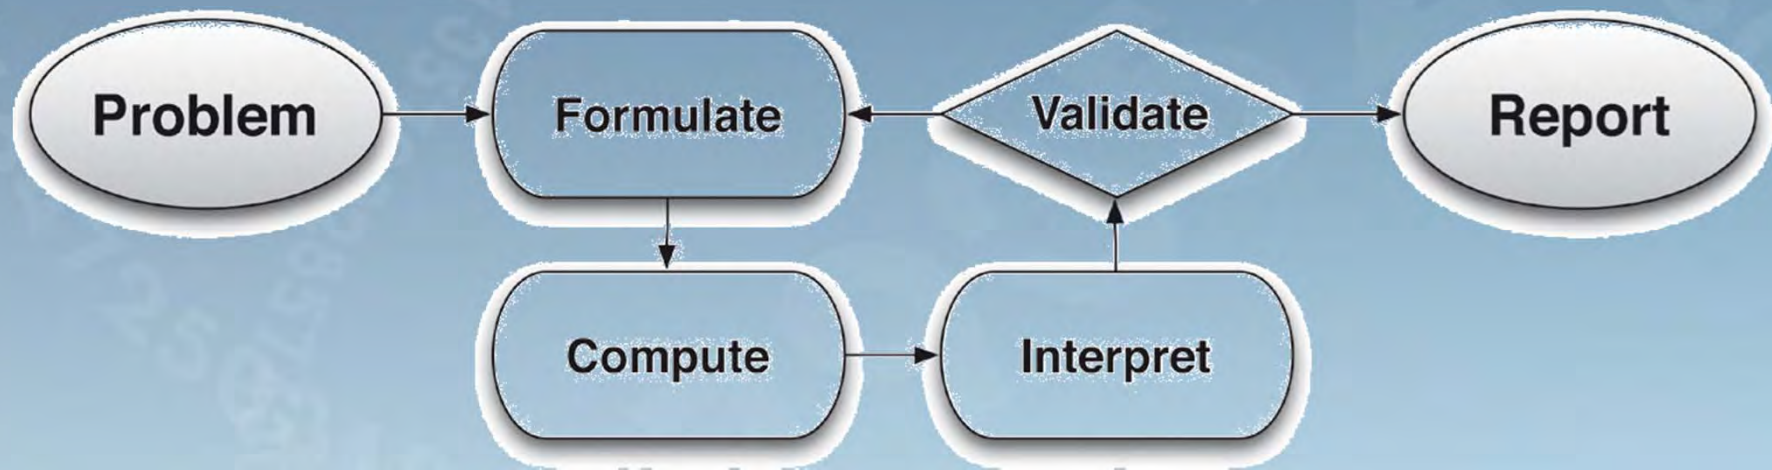 Problem
Formulate
Validate
Report
Compute
Interpret